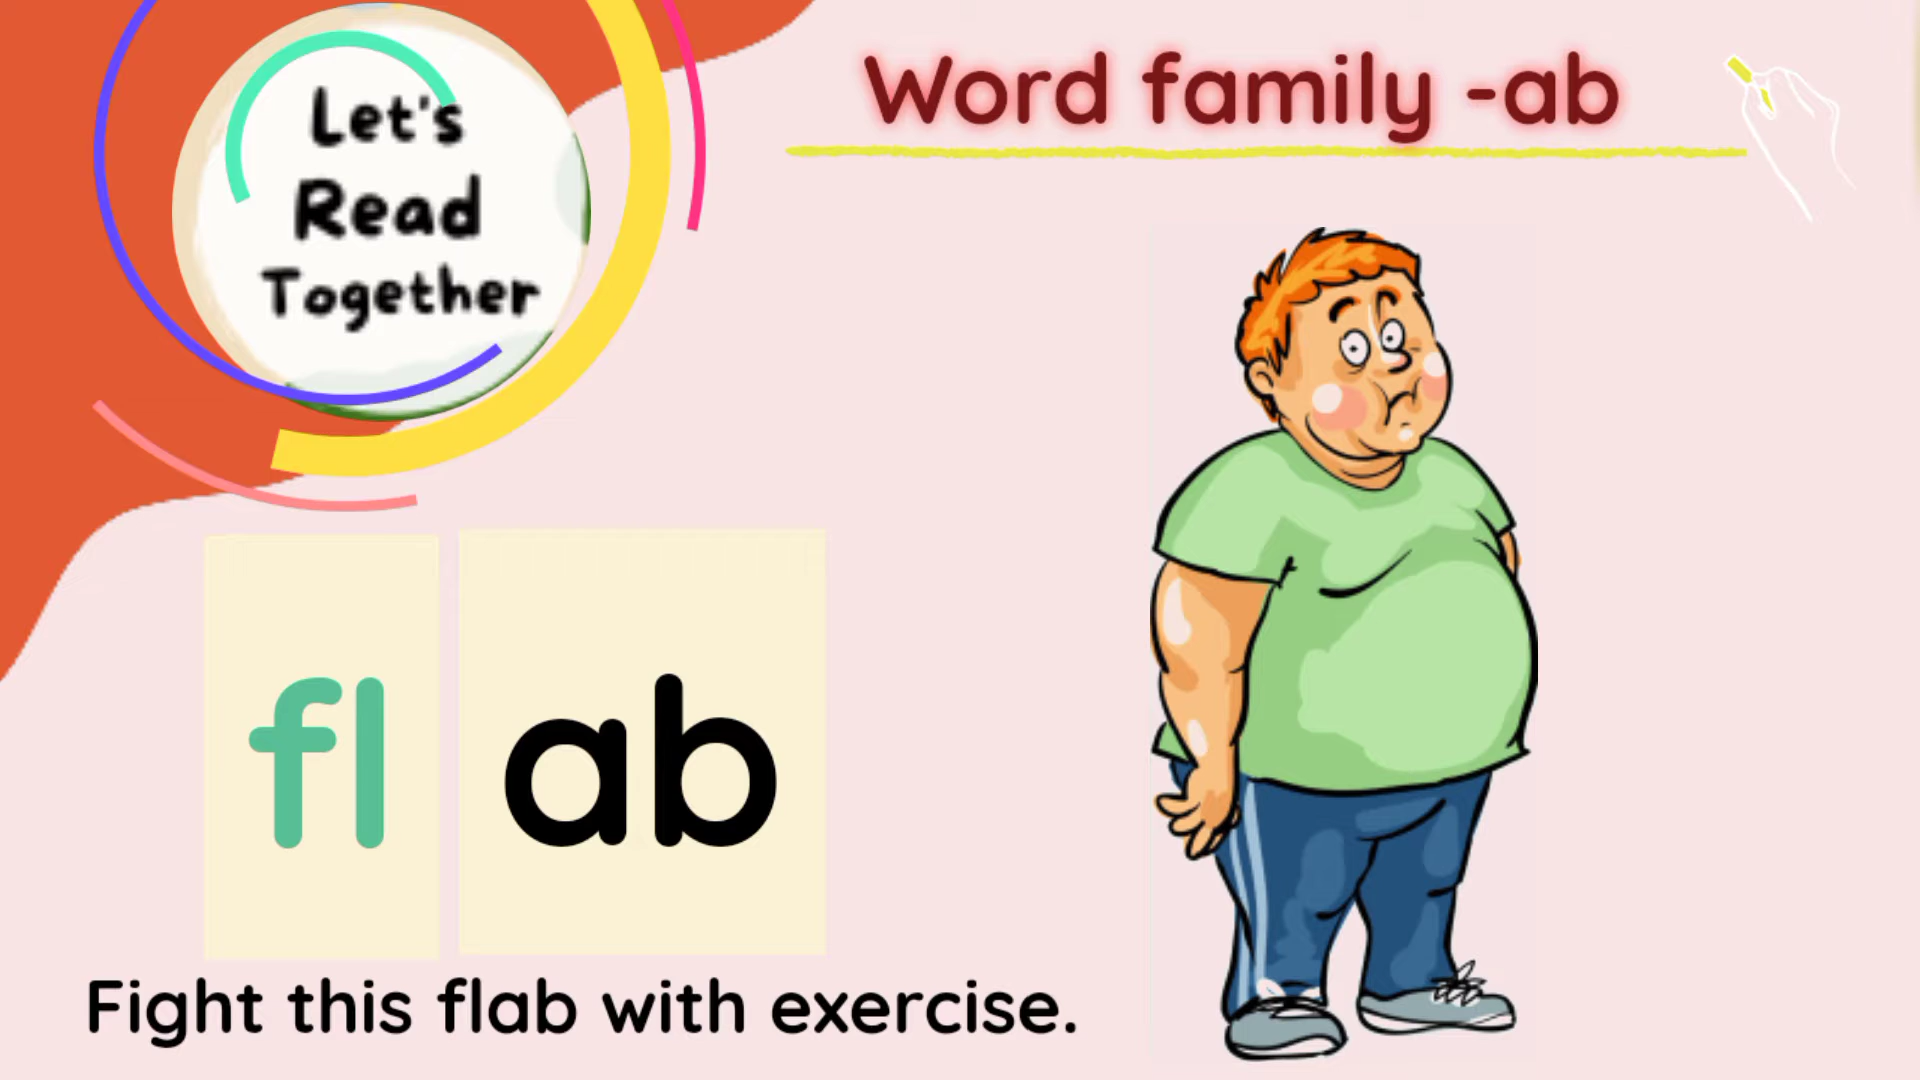 Let's
Read
Together
Word family -ab
fl ab
Fight this flab with exercise.